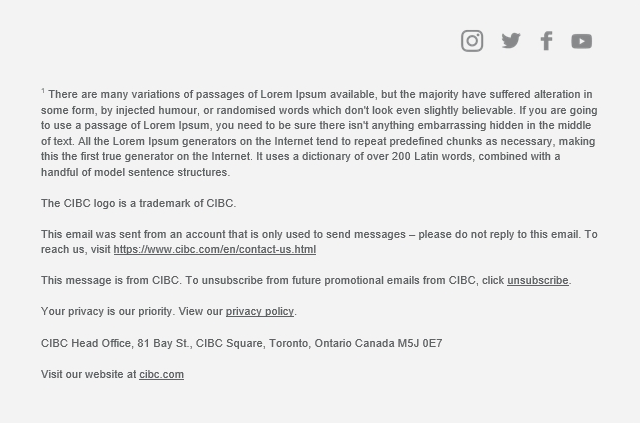 ¹ There are many variations of passages of Lorem Ipsum available, but the majority have suffered alteration in
some form, by injected humour, or randomised words which don't look even slightly believable. If you are going
to use a passage of Lorem Ipsum, you need to be sure there isn't anything embarrassing hidden in the middle
of text. All the Lorem Ipsum generators on the Internet tend to repeat predefined chunks as necessary, making
this the first true generator on the Internet. It uses a dictionary of over 200 Latin words, combined with a
handful of model sentence structures.
The CIBC logo is a trademark of CIBC.
This email was sent from an account that is only used to send messages – please do not reply to this email. To
reach us, visit https://www.cibc.com/en/contact-us.html
This message is from CIBC. To unsubscribe from future promotional emails from CIBC, click unsubscribe.
Your privacy is our priority. View our privacy policy.
CIBC Head Office, 81 Bay St., CIBC Square, Toronto, Ontario Canada M5J 0E7
Visit our website at cibc.com